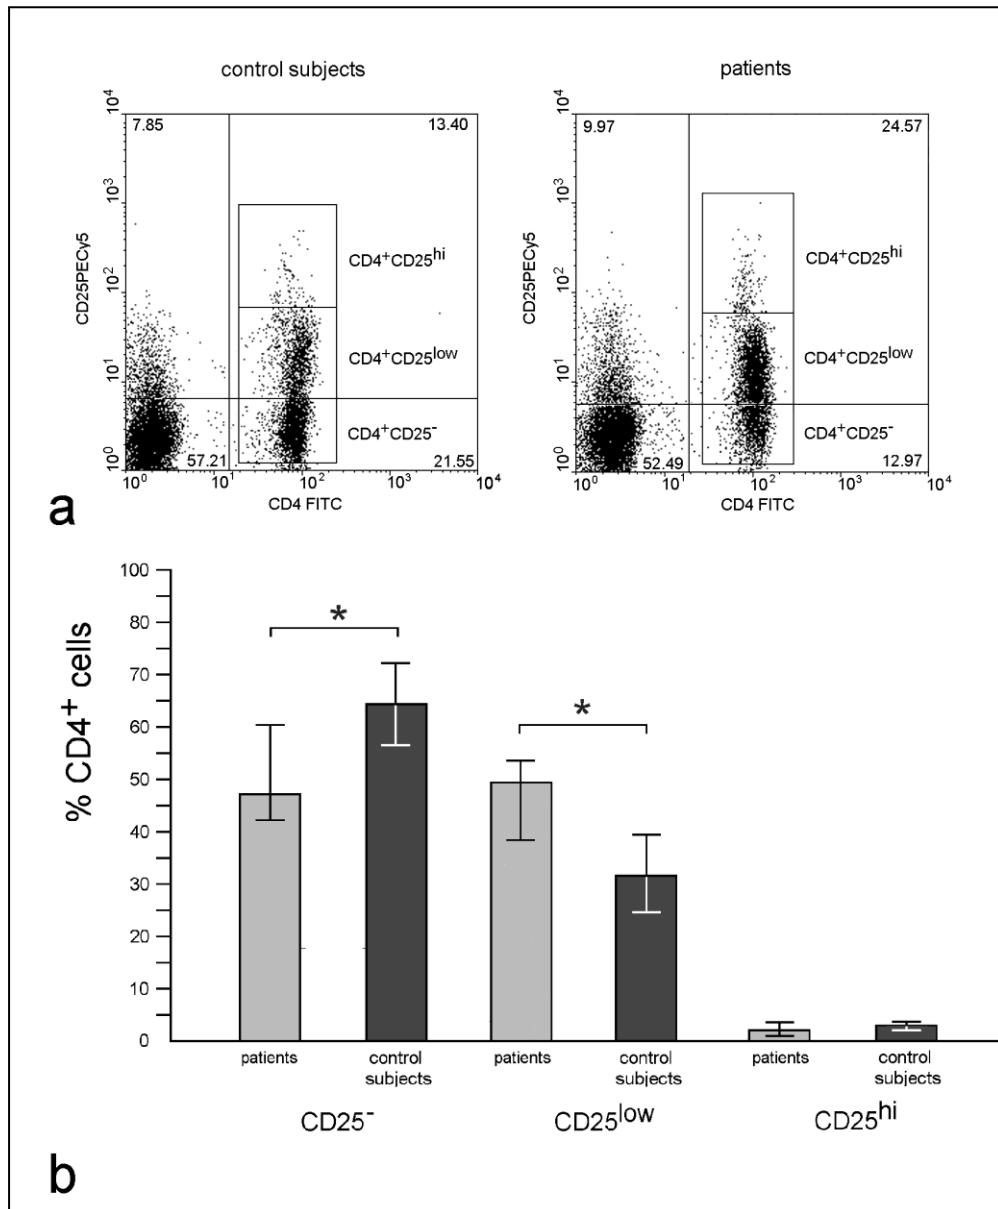 control subjects
patients
CD25PECy5
10⁴
10³
10²
10¹
10⁰
7.85
13.40
CD4⁺CD25ʰⁱ
CD4⁺CD25ˡᵒʷ
CD4⁺CD25⁻
57.21
21.55
10⁰ 10¹ 10² 10³ 10⁴
CD4 FITC
CD25PECy5
10⁴
10³
10²
10¹
10⁰
9.97
24.57
CD4⁺CD25ʰⁱ
CD4⁺CD25ˡᵒʷ
CD4⁺CD25⁻
52.49
12.97
10⁰ 10¹ 10² 10³ 10⁴
CD4 FITC
a
% CD4⁺ cells
100
80
70
60
50
40
30
20
10
0
*
*
patients
control
subjects
patients
control
subjects
patients
control
subjects
CD25⁻
CD25ˡᵒʷ
CD25ʰⁱ
b